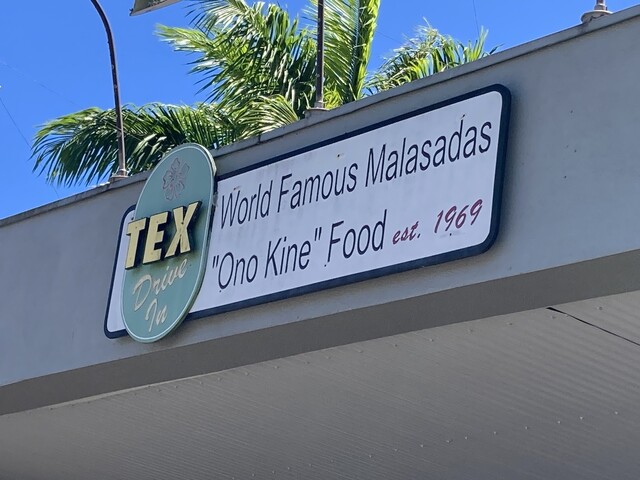 TEX
Drive
In
World Famous Malasadas
"Ono Kine" Food est. 1969